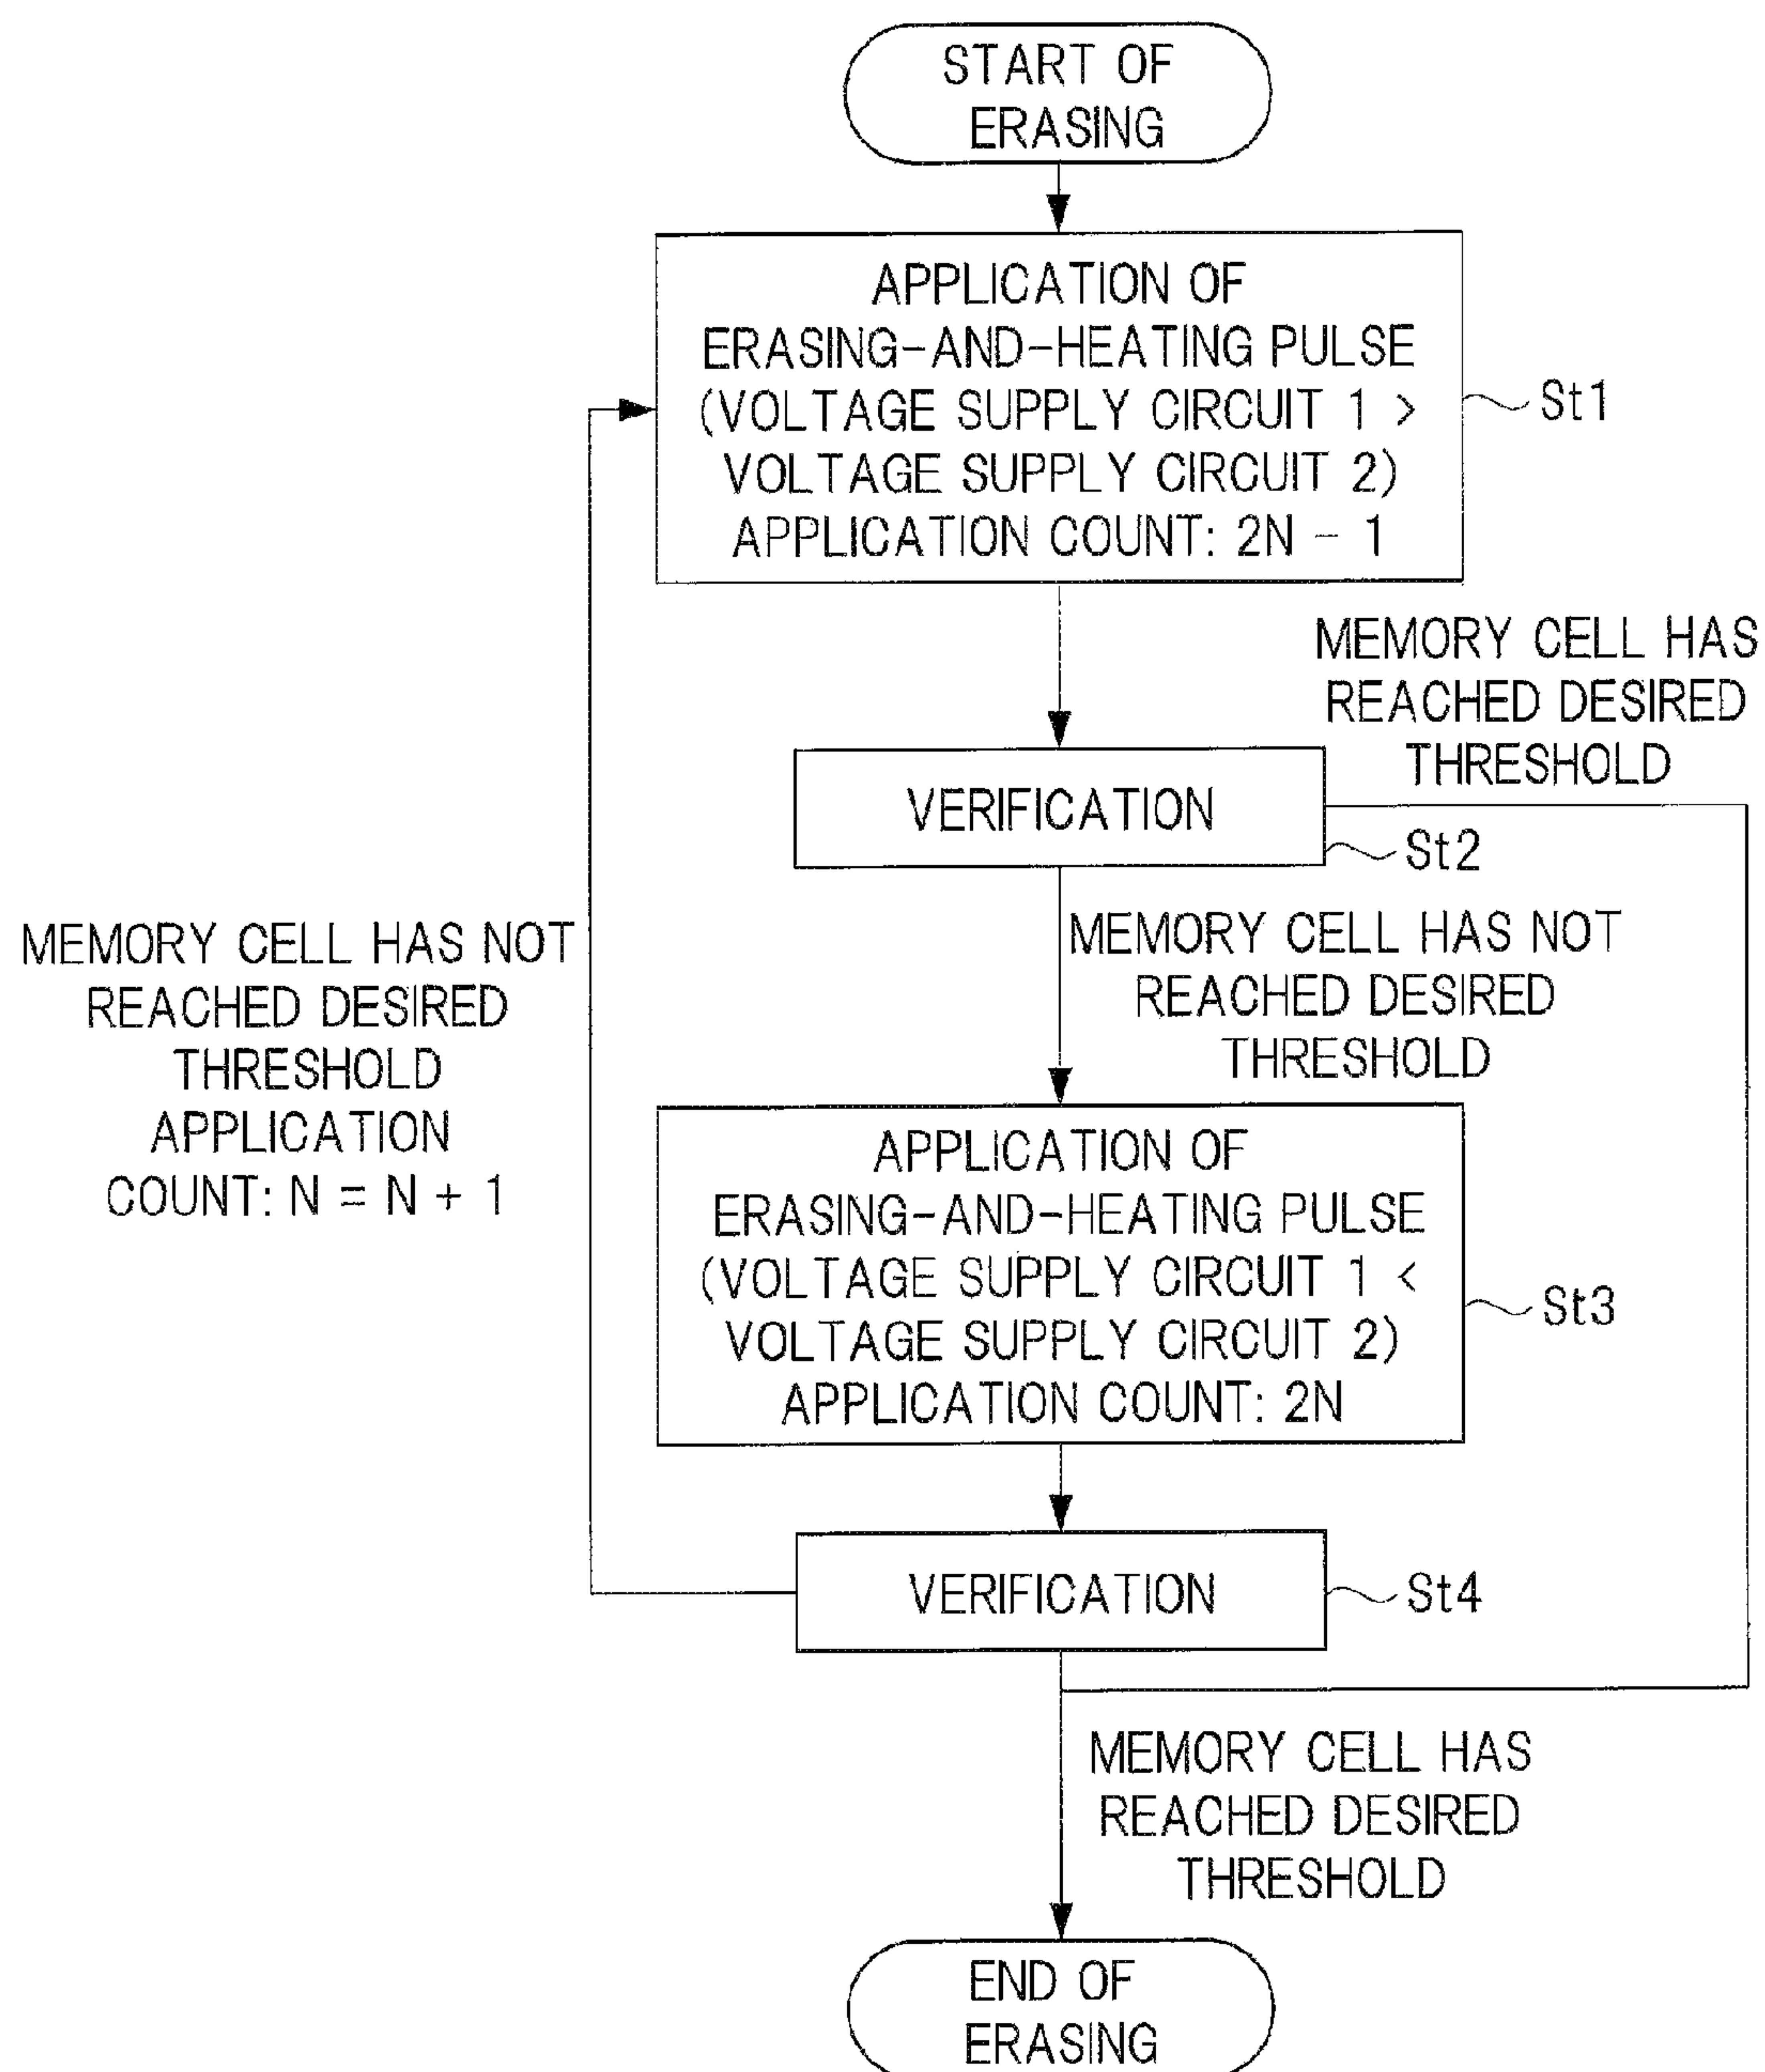 START OF
ERASING
APPLICATION OF
ERASING-AND-HEATING PULSE
(VOLTAGE SUPPLY CIRCUIT 1 >
VOLTAGE SUPPLY CIRCUIT 2)
APPLICATION COUNT: 2N - 1
St1
MEMORY CELL HAS
REACHED DESIRED
THRESHOLD
VERIFICATION
St2
MEMORY CELL HAS NOT
REACHED DESIRED
THRESHOLD
APPLICATION
COUNT: N = N + 1
MEMORY CELL HAS NOT
REACHED DESIRED
THRESHOLD
APPLICATION OF
ERASING-AND-HEATING PULSE
(VOLTAGE SUPPLY CIRCUIT 1 <
VOLTAGE SUPPLY CIRCUIT 2)
APPLICATION COUNT: 2N
St3
VERIFICATION
St4
MEMORY CELL HAS
REACHED DESIRED
THRESHOLD
END OF
ERASING